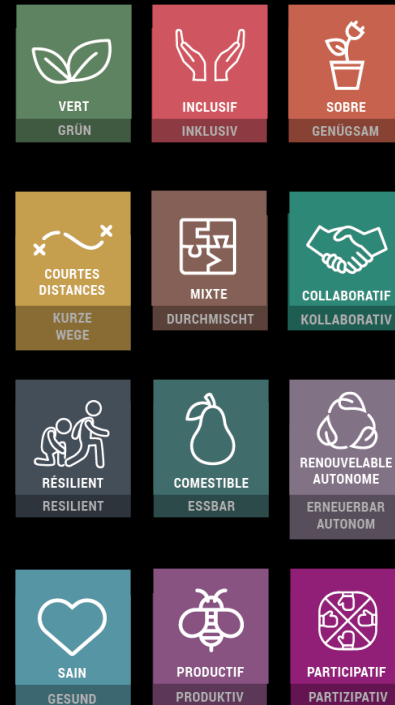 VERT
GRÜN
INCLUSIF
INKLUSIV
SOBRE
GENÜGSAM
COURTES
DISTANCES
KURZE
WEGE
MIXTE
DURCHMISCHT
COLLABORATIF
KOLLABORATIV
RÉSILIENT
RESILIENT
COMESTIBLE
ESSBAR
RENOUVELABLE
AUTONOME
ERNEUERBAR
AUTONOM
SAIN
GESUND
PRODUCTIF
PRODUKTIV
PARTICIPATIF
PARTIZIPATIV